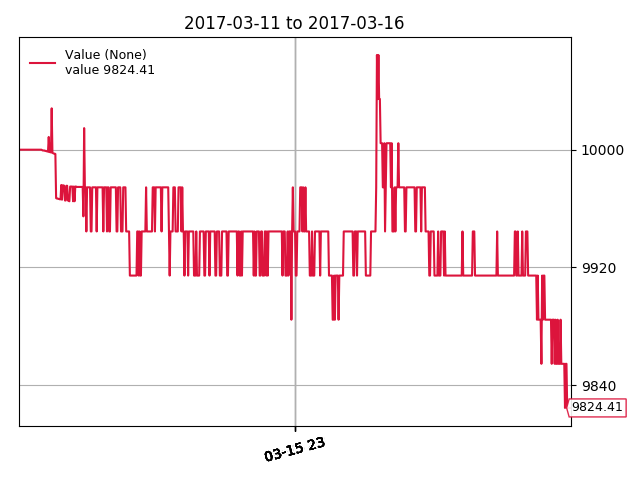 2017-03-11 to 2017-03-16
Value (None)
value 9824.41
10000
9920
9840
9824.41
03-15 23